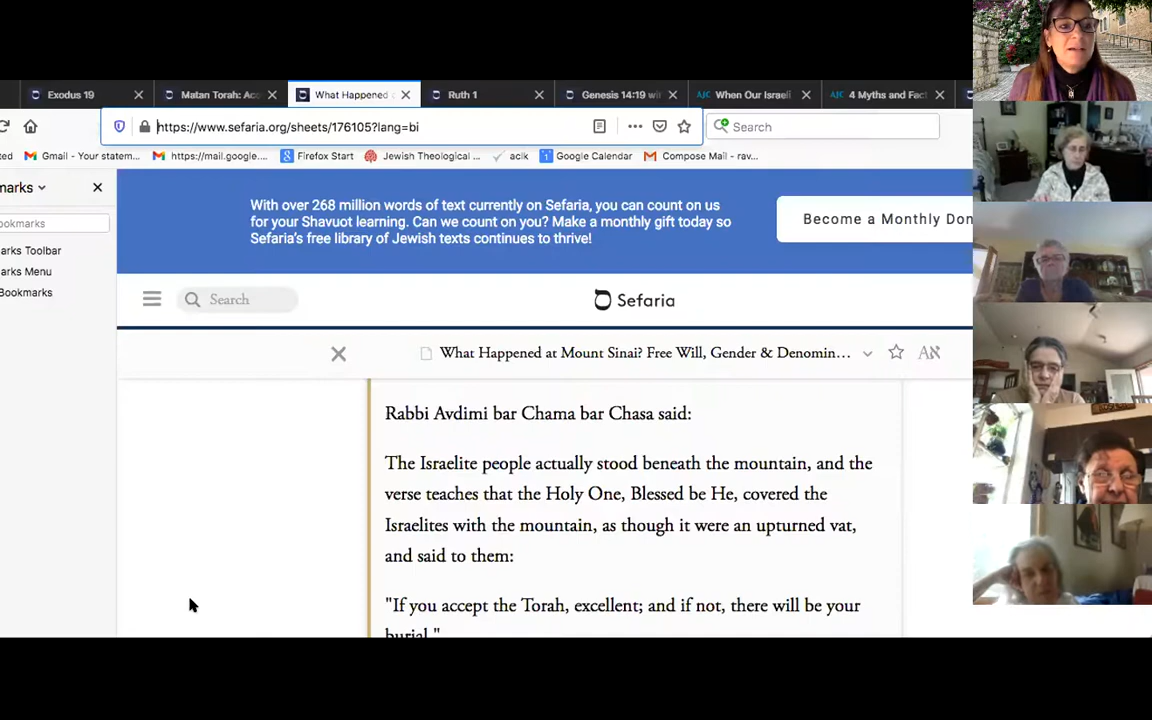 Exodus 19
Matan Torah: Acc
What Happened
Ruth 1
Genesis 14:19 wi
AJC When Our Israeli
AJC 4 Myths and Fact
https://www.sefaria.org/sheets/176105?lang=bi
Search
ted
Gmail - Your statem...
https://mail.google....
Firefox Start
Jewish Theological ...
acik
Google Calendar
Compose Mail - rav...
marks
ookmarks
arks Toolbar
arks Menu
Bookmarks
With over 268 million words of text currently on Sefaria, you can count on us
for your Shavuot learning. Can we count on you? Make a monthly gift today so
Sefaria's free library of Jewish texts continues to thrive!
Become a Monthly Don
Search
Sefaria
What Happened at Mount Sinai? Free Will, Gender & Denomin...
Rabbi Avdimi bar Chama bar Chasa said:
The Israelite people actually stood beneath the mountain, and the
verse teaches that the Holy One, Blessed be He, covered the
Israelites with the mountain, as though it were an upturned vat,
and said to them:
"If you accept the Torah, excellent; and if not, there will be your
burial."